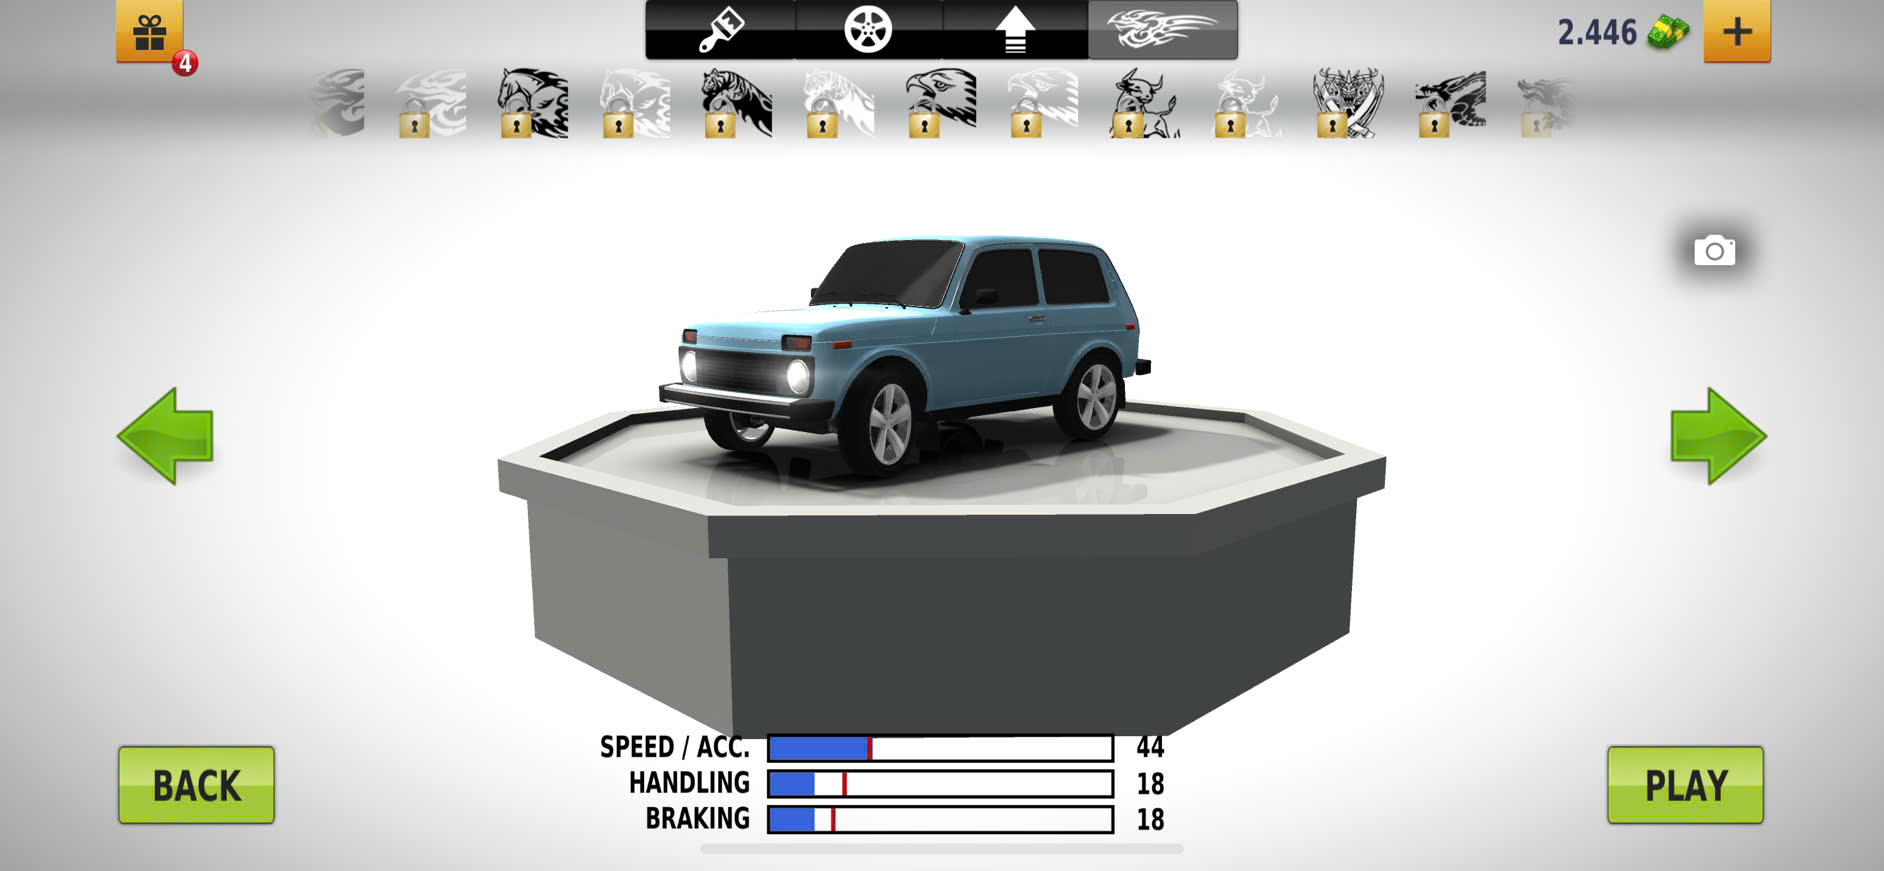 4
2.446
+
SPEED / ACC. 44
HANDLING 18
BRAKING 18
BACK
PLAY